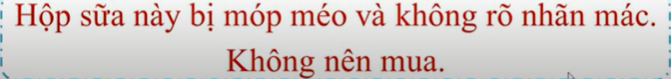 Hộp sữa này bị móp méo và không rõ nhãn mác.
Không nên mua.